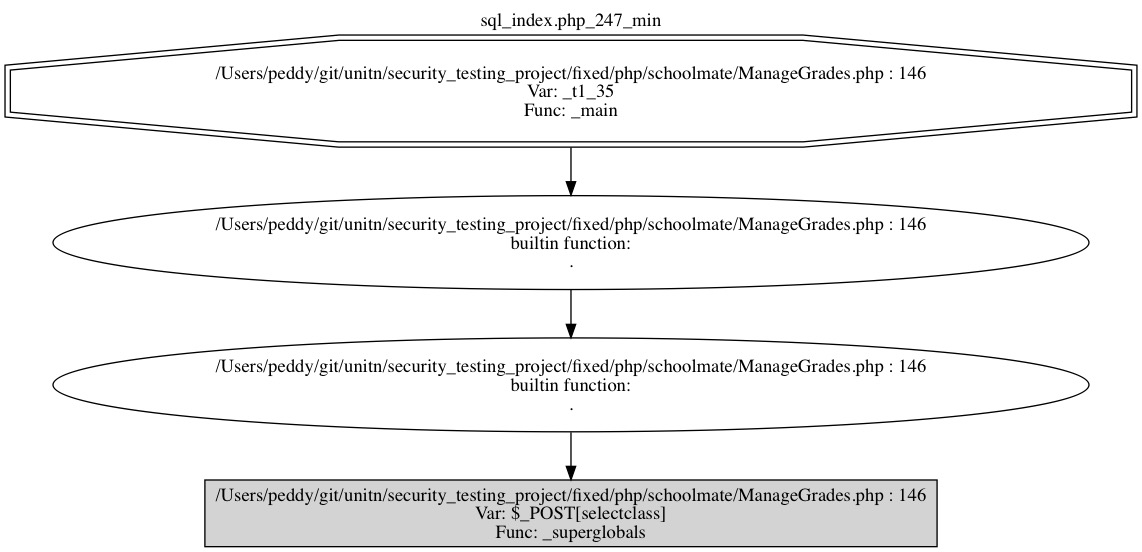 sql_index.php_247_min
/Users/peddy/git/unitn/security_testing_project/fixed/php/schoolmate/ManageGrades.php : 146
Var: _t1_35
Func: _main
/Users/peddy/git/unitn/security_testing_project/fixed/php/schoolmate/ManageGrades.php : 146
builtin function:
.
/Users/peddy/git/unitn/security_testing_project/fixed/php/schoolmate/ManageGrades.php : 146
builtin function:
.
/Users/peddy/git/unitn/security_testing_project/fixed/php/schoolmate/ManageGrades.php : 146
Var: $_POST[selectclass]
Func: _superglobals